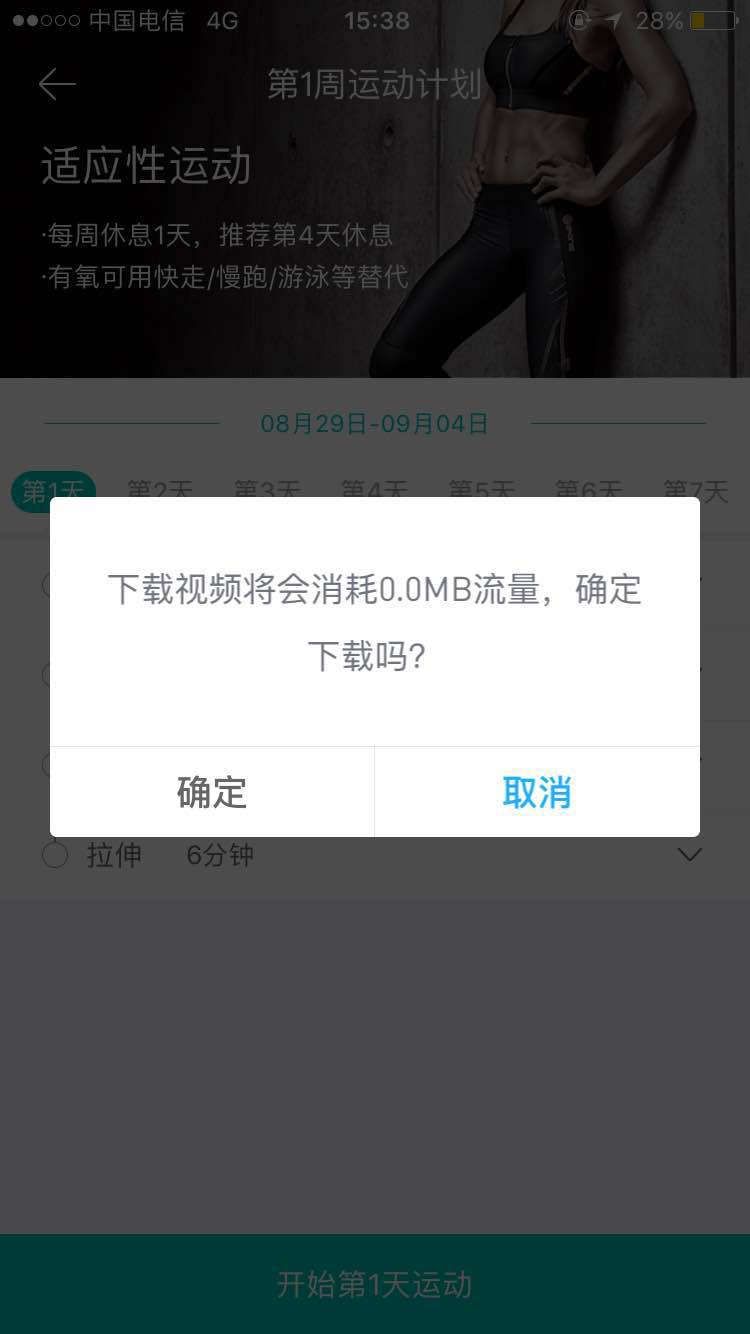 中国电信 4G 15:38 28%
第1周运动计划
适应性运动
·每周休息1天，推荐第4天休息
·有氧可用快走/慢跑/游泳等替代
08月29日-09月04日
第1天 第2天 第3天 第4天 第5天 第6天 第7天
下载视频将会消耗0.0MB流量，确定
下载吗?
确定 取消
拉伸 6分钟
开始第1天运动